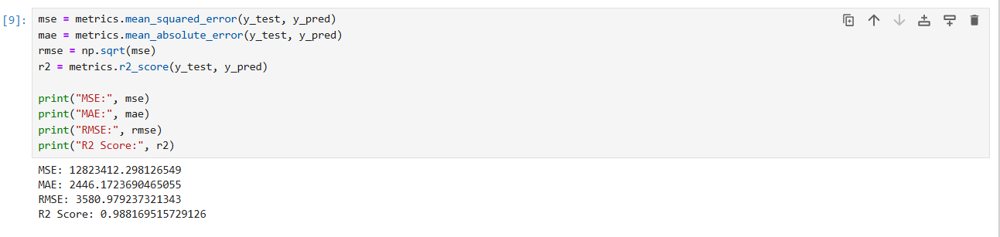 [9]:
mse = metrics.mean_squared_error(y_test, y_pred)
mae = metrics.mean_absolute_error(y_test, y_pred)
rmse = np.sqrt(mse)
r2 = metrics.r2_score(y_test, y_pred)
print("MSE:", mse)
print("MAE:", mae)
print("RMSE:", rmse)
print("R2 Score:", r2)
MSE: 12823412.298126549
MAE: 2446.1723690465055
RMSE: 3580.979237321343
R2 Score: 0.988169515729126